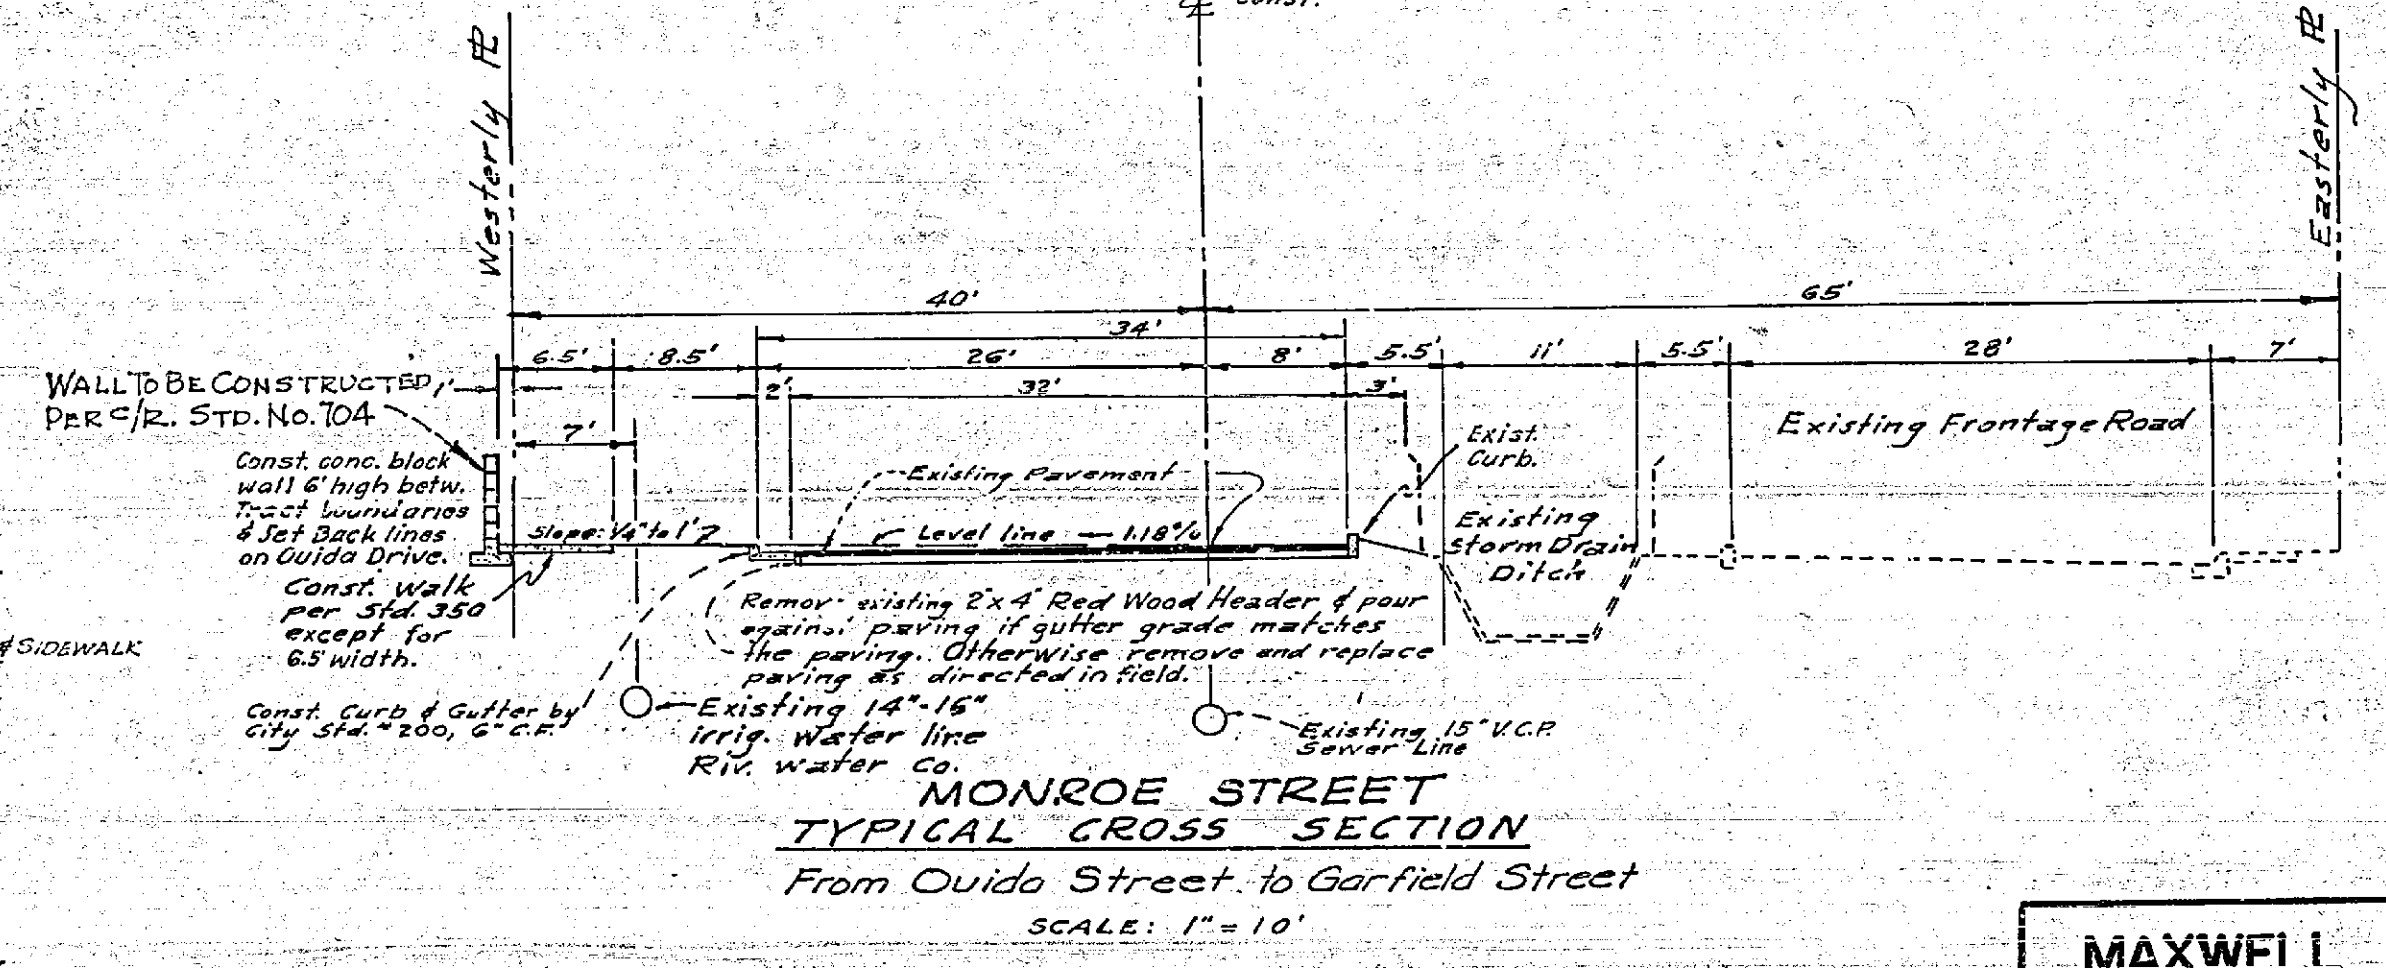 Const.
Westerly PL
Easterly PL
40'
65'
34'
6.5'
8.5'
26'
8'
5.5'
11'
5.5'
28'
7'
1'
2'
32'
3'
7'
WALL TO BE CONSTRUCTED
PER C/R. STD. NO. 704
Const. conc. block
wall 6' high betw.
Tract boundaries
& Set Back lines
on Ouida Drive.
Slope: 1/4" to 1'
Existing Pavement
Level line
1.18%
Exist.
Curb.
Existing Frontage Road
Existing
Storm Drain
Ditch
Const. walk
per Std. 350
except for
6.5' width.
& SIDEWALK
Remov existing 2"x4" Red Wood Header & pour
against paving if gutter grade matches
the paving. Otherwise remove and replace
paving as directed in field.
Const. Curb & Gutter by
City Std. #200, 6" C.F.
Existing 14"-16"
irrig. water line
Riv. water Co.
Existing 15" V.C.P.
Sewer Line
MONROE STREET
TYPICAL CROSS SECTION
From Ouida Street to Garfield Street
SCALE: 1" = 10'
MAXWELL